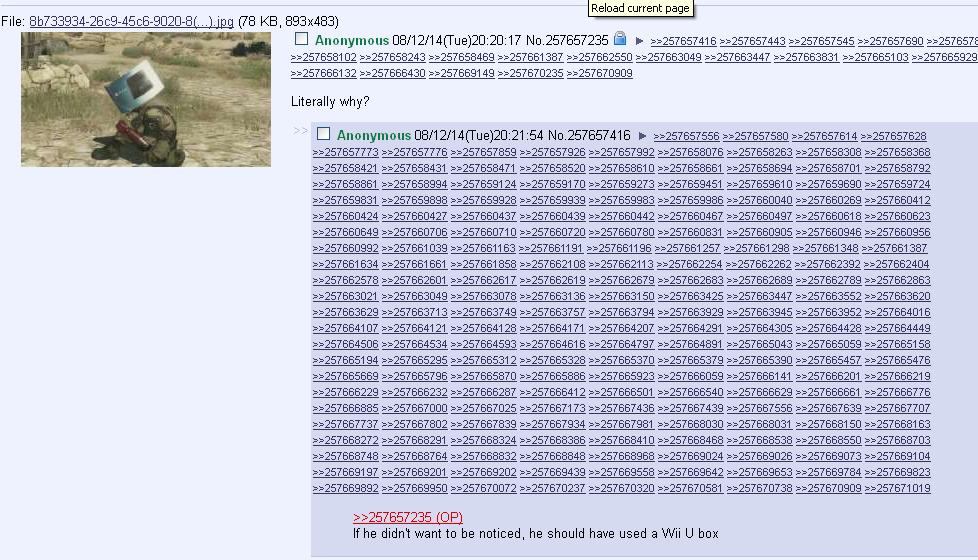 Reload current page
File: 8b733934-26c9-45c6-9020-8(...).jpg (78 KB, 893x483)
Anonymous 08/12/14(Tue)20:20:17 No.257657235 ▶ >>257657416 >>257657443 >>257657545 >>257657690 >>2576578
>>257658102 >>257658243 >>257658469 >>257661387 >>257662550 >>257663049 >>257663447 >>257663831 >>257665103 >>257665929
>>257666132 >>257666430 >>257669149 >>257670235 >>257670909
Literally why?
>> Anonymous 08/12/14(Tue)20:21:54 No.257657416 ▶ >>257657556 >>257657580 >>257657614 >>257657628
>>257657773 >>257657776 >>257657859 >>257657926 >>257657992 >>257658076 >>257658263 >>257658308 >>257658368
>>257658421 >>257658431 >>257658471 >>257658520 >>257658610 >>257658661 >>257658694 >>257658701 >>257658792
>>257658861 >>257658994 >>257659124 >>257659170 >>257659273 >>257659451 >>257659610 >>257659690 >>257659724
>>257659831 >>257659898 >>257659928 >>257659939 >>257659983 >>257659986 >>257660040 >>257660269 >>257660412
>>257660424 >>257660427 >>257660437 >>257660439 >>257660442 >>257660467 >>257660497 >>257660618 >>257660623
>>257660649 >>257660706 >>257660710 >>257660720 >>257660780 >>257660831 >>257660905 >>257660946 >>257660956
>>257660992 >>257661039 >>257661163 >>257661191 >>257661196 >>257661257 >>257661298 >>257661348 >>257661387
>>257661634 >>257661661 >>257661858 >>257662108 >>257662113 >>257662254 >>257662262 >>257662392 >>257662404
>>257662578 >>257662601 >>257662617 >>257662629 >>257662679 >>257662683 >>257662689 >>257662789 >>257662863
>>257663021 >>257663049 >>257663078 >>257663136 >>257663150 >>257663425 >>257663447 >>257663552 >>257663620
>>257663629 >>257663713 >>257663749 >>257663757 >>257663794 >>257663929 >>257663945 >>257663952 >>257664016
>>257664107 >>257664121 >>257664128 >>257664171 >>257664207 >>257664291 >>257664305 >>257664428 >>257664449
>>257664506 >>257664534 >>257664593 >>257664616 >>257664797 >>257664891 >>257665043 >>257665059 >>257665158
>>257665194 >>257665295 >>257665312 >>257665328 >>257665370 >>257665379 >>257665390 >>257665457 >>257665476
>>257665669 >>257665796 >>257665870 >>257665886 >>257665923 >>257666059 >>257666141 >>257666201 >>257666219
>>257666229 >>257666232 >>257666287 >>257666412 >>257666501 >>257666540 >>257666629 >>257666661 >>257666776
>>257666885 >>257667000 >>257667025 >>257667173 >>257667436 >>257667439 >>257667556 >>257667639 >>257667707
>>257667737 >>257667802 >>257667839 >>257667934 >>257667981 >>257668030 >>257668031 >>257668150 >>257668163
>>257668272 >>257668291 >>257668324 >>257668386 >>257668410 >>257668468 >>257668538 >>257668550 >>257668703
>>257668748 >>257668764 >>257668832 >>257668848 >>257668968 >>257669024 >>257669026 >>257669073 >>257669104
>>257669197 >>257669201 >>257669202 >>257669439 >>257669558 >>257669642 >>257669653 >>257669784 >>257669823
>>257669892 >>257669950 >>257670072 >>257670237 >>257670320 >>257670581 >>257670738 >>257670909 >>257671019
>>257657235 (OP)
If he didn't want to be noticed, he should have used a Wii U box